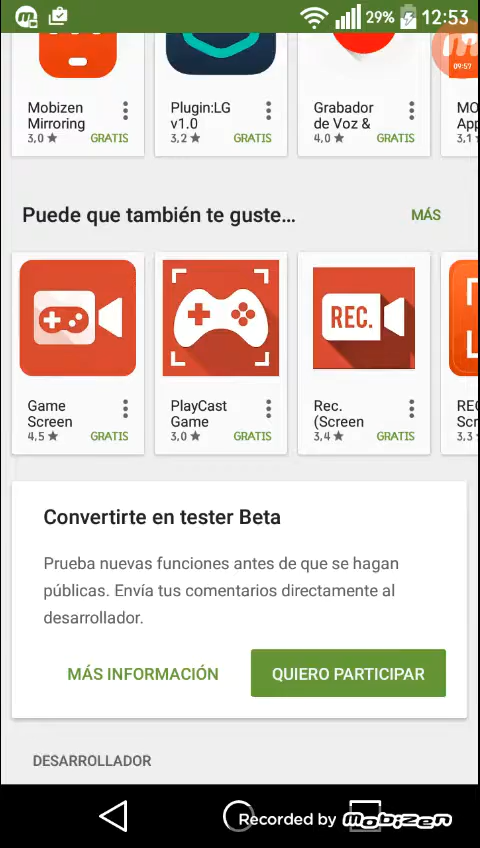 29% 12:53
09:57
Mobizen
Mirroring
3,0 ★ GRATIS
Plugin:LG
v1.0
3,2 ★ GRATIS
Grabador
de Voz &
4,0 ★ GRATIS
MO
App
3,1
Puede que también te guste...
MÁS
REC.
Game
Screen
4,5 ★ GRATIS
PlayCast
Game
3,0 ★ GRATIS
Rec.
(Screen
3,4 ★ GRATIS
REC
Scr
3,3
Convertirte en tester Beta
Prueba nuevas funciones antes de que se hagan
públicas. Envía tus comentarios directamente al
desarrollador.
MÁS INFORMACIÓN
QUIERO PARTICIPAR
DESARROLLADOR
Recorded by Mobizen